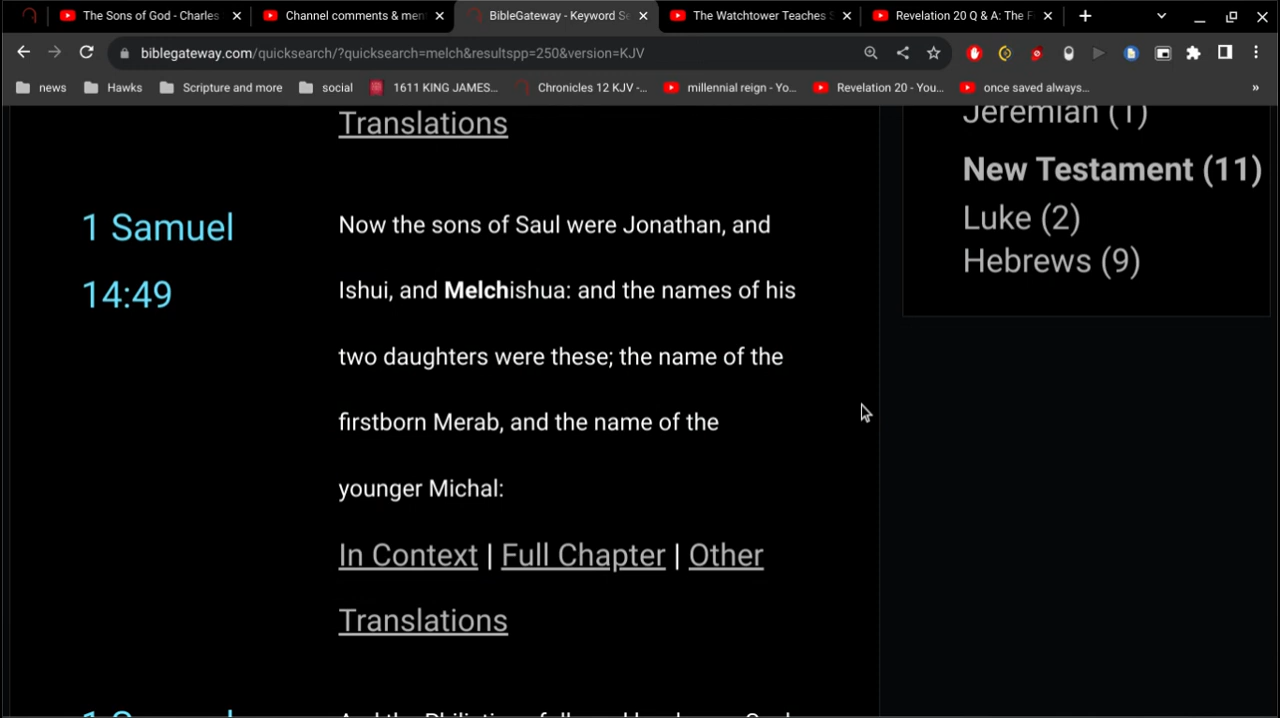 The Sons of God - Charles
Channel comments & me
BibleGateway - Keyword Se
The Watchtower Teaches S
Revelation 20 Q & A: The F
biblegateway.com/quicksearch/?quicksearch=melch&resultspp=250&version=KJV
news
Hawks
Scripture and more
social
1611 KING JAMES...
Chronicles 12 KJV -...
millennial reign - Yo...
Revelation 20 - You...
once saved always...
»
Translations
1 Samuel
14:49
Now the sons of Saul were Jonathan, and
Ishui, and Melchishua: and the names of his
two daughters were these; the name of the
firstborn Merab, and the name of the
younger Michal:
In Context | Full Chapter | Other
Translations
Jeremiah (1)
New Testament (11)
Luke (2)
Hebrews (9)